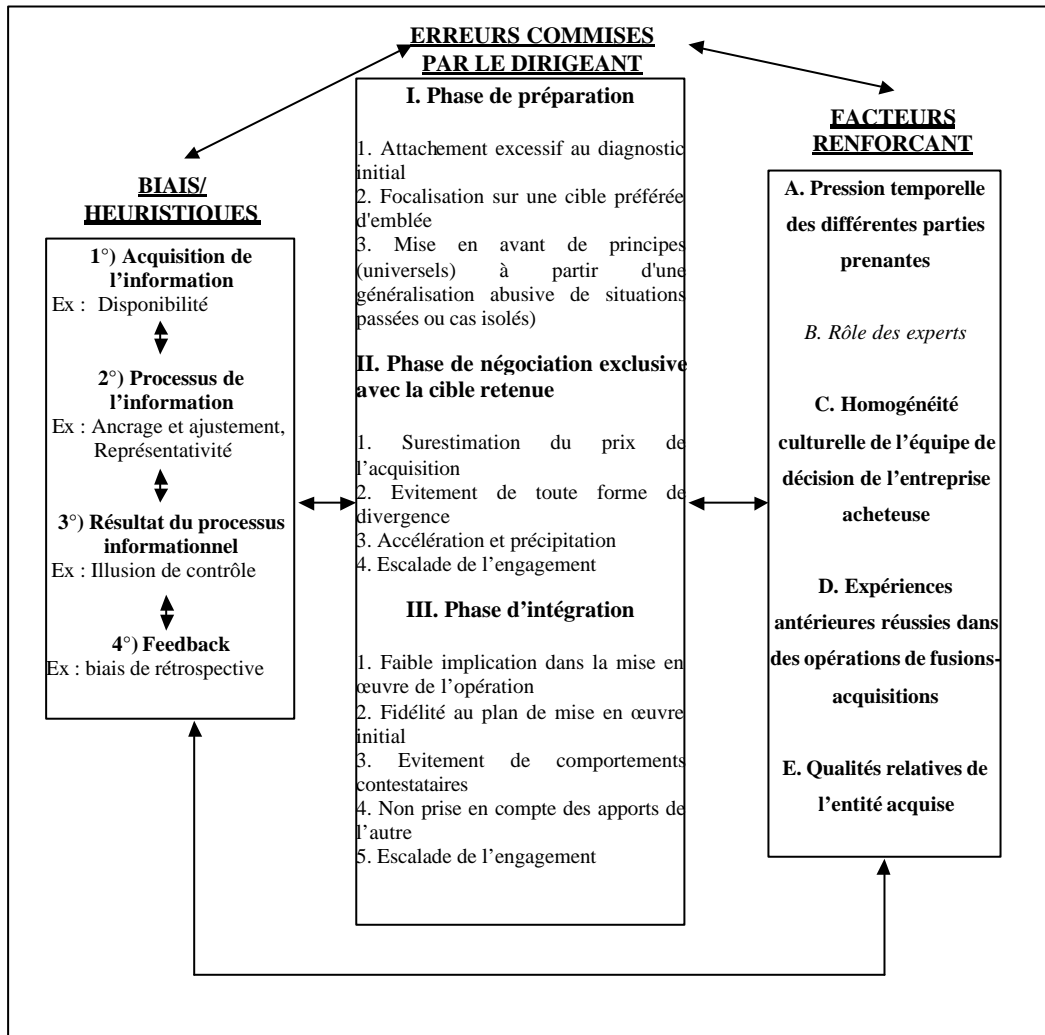 ERREURS COMMISES
PAR LE DIRIGEANT
I. Phase de préparation
1. Attachement excessif au diagnostic
initial
2. Focalisation sur une cible préférée
d'emblée
3. Mise en avant de principes
(universels) à partir d'une
généralisation abusive de situations
passées ou cas isolés)
II. Phase de négociation exclusive
avec la cible retenue
1. Surestimation du prix de
l'acquisition
2. Evitement de toute forme de
divergence
3. Accélération et précipitation
4. Escalade de l'engagement
III. Phase d'intégration
1. Faible implication dans la mise en
œuvre de l'opération
2. Fidélité au plan de mise en œuvre
initial
3. Evitement de comportements
contestataires
4. Non prise en compte des apports de
l'autre
5. Escalade de l'engagement
BIAIS/
HEURISTIQUES
1°) Acquisition de
l'information
Ex : Disponibilité
2°) Processus de
l'information
Ex : Ancrage et ajustement,
Représentativité
3°) Résultat du processus
informationnel
Ex : Illusion de contrôle
4°) Feedback
Ex : biais de rétrospective
FACTEURS
RENFORCANT
A. Pression temporelle
des différentes parties
prenantes
B. Rôle des experts
C. Homogénéité
culturelle de l'équipe de
décision de l'entreprise
acheteuse
D. Expériences
antérieures réussies dans
des opérations de fusions-
acquisitions
E. Qualités relatives de
l'entité acquise